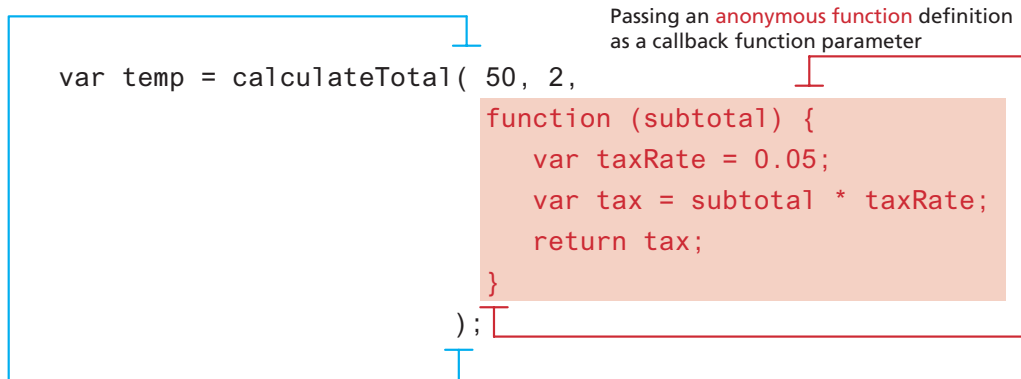 Passing an anonymous function definition
as a callback function parameter
var temp = calculateTotal( 50, 2,
function (subtotal) {
var taxRate = 0.05;
var tax = subtotal * taxRate;
return tax;
}
);